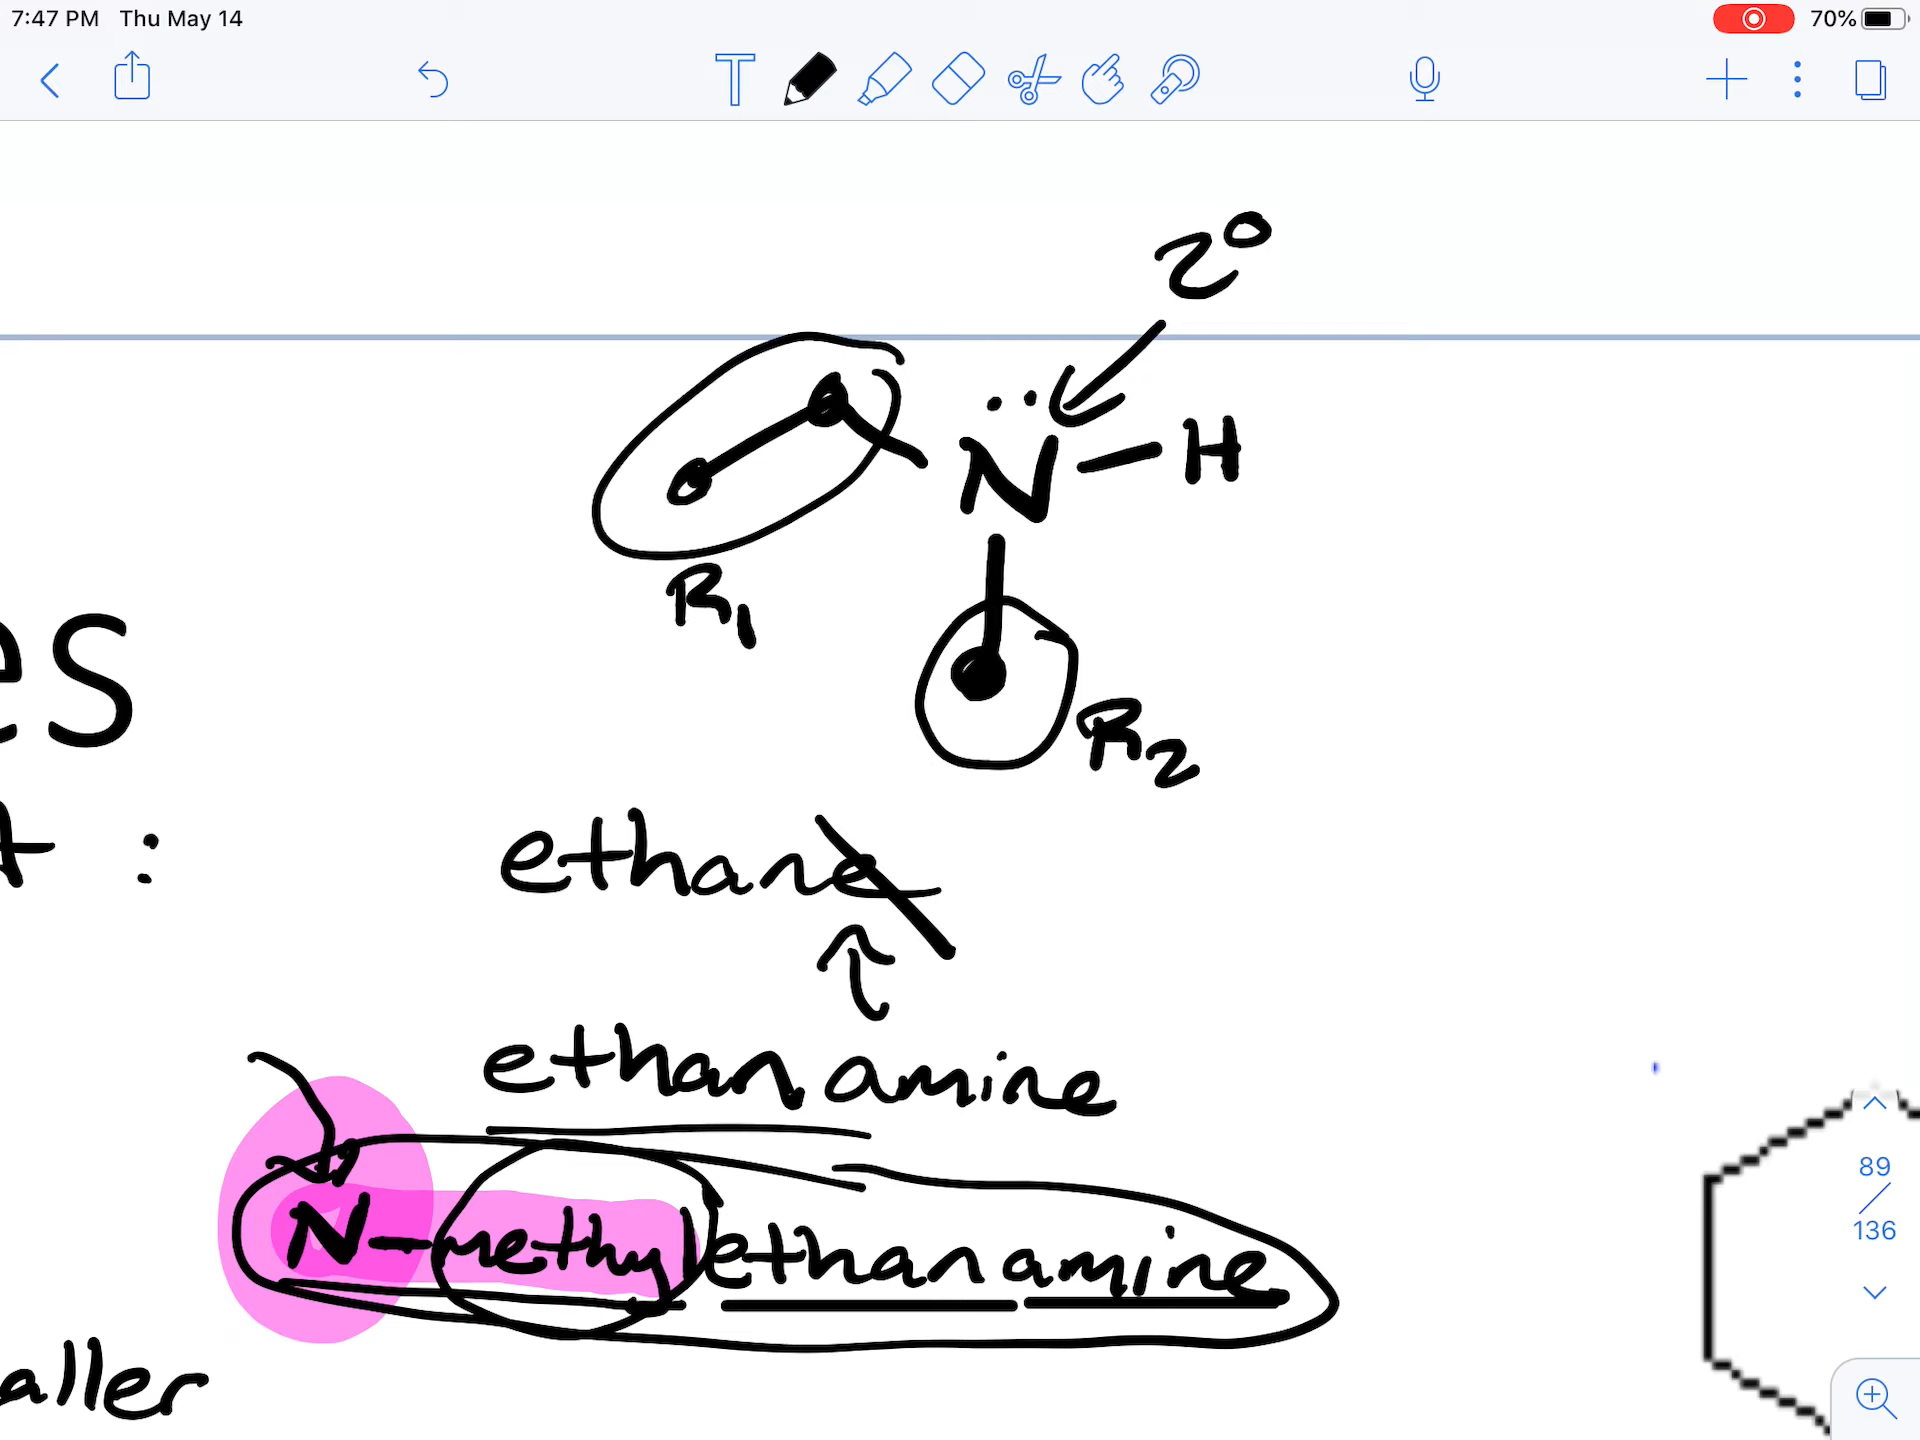 7:47 PM Thu May 14
70%
2°
N – H
R1
R2
es
t :
ethane
ethanamine
N-methylethanamine
aller
89
/
136